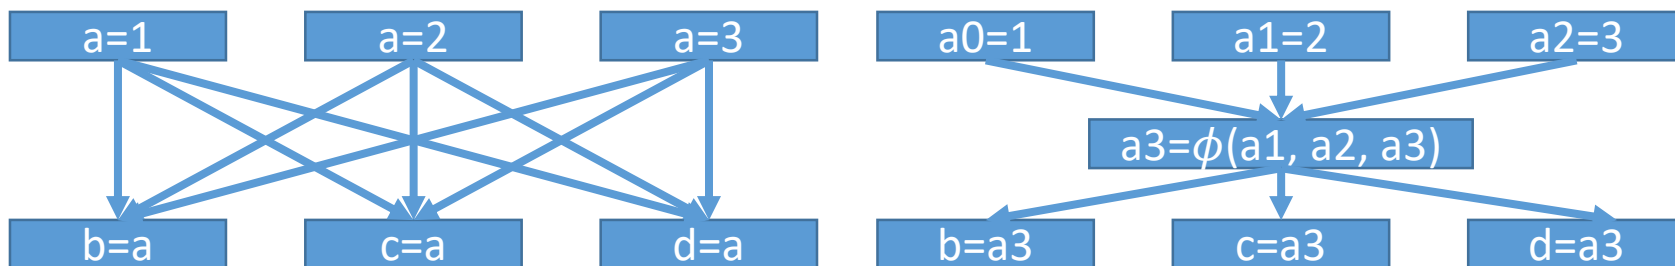 a=1 a=2 a=3 a0=1 a1=2 a2=3
a3=ϕ(a1, a2, a3)
b=a c=a d=a b=a3 c=a3 d=a3